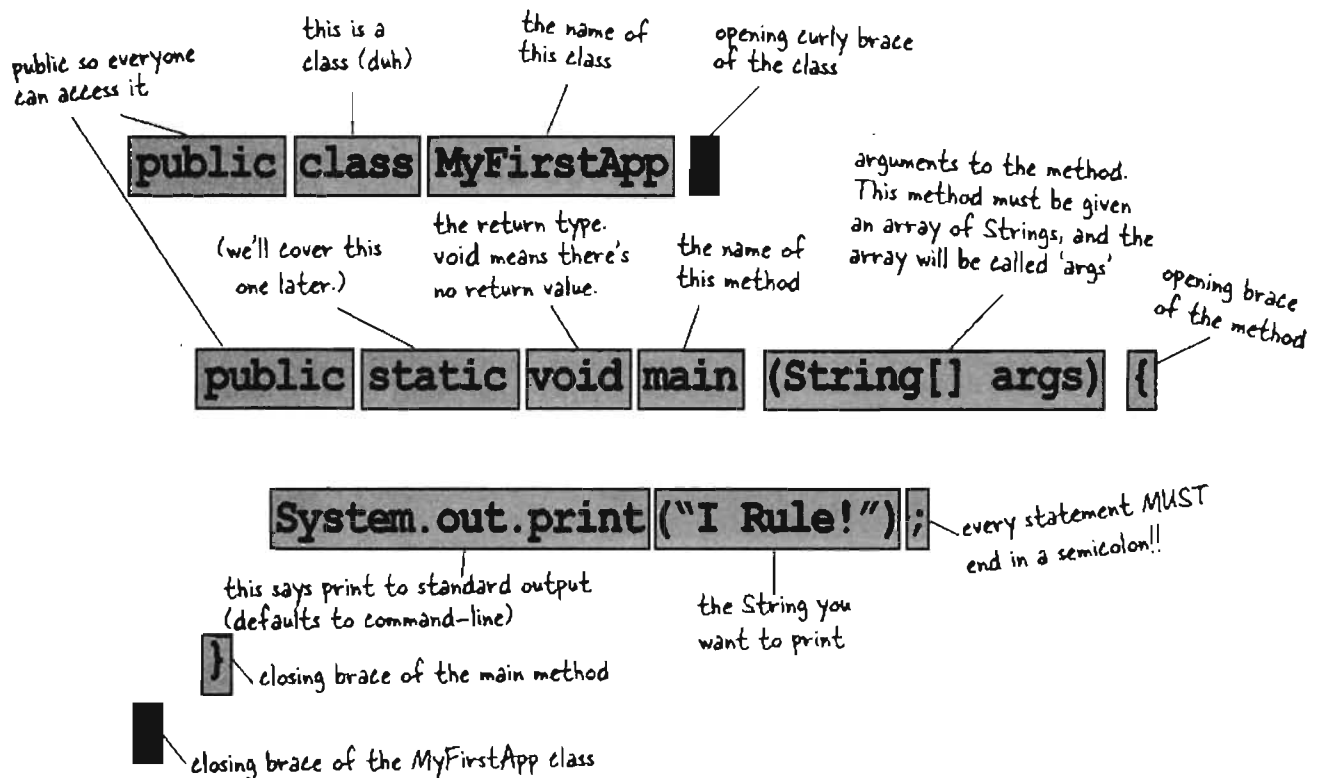 public so everyone
can access it
this is a
class (duh)
the name of
this class
opening curly brace
of the class
public class MyFirstApp
(we'll cover this
one later.)
the return type.
void means there's
no return value.
the name of
this method
arguments to the method.
This method must be given
an array of Strings, and the
array will be called 'args'
opening brace
of the method
public static void main (String[] args) {
System.out.print ("I Rule!") ;
every statement MUST
end in a semicolon!!
this says print to standard output
(defaults to command-line)
the String you
want to print
}
closing brace of the main method
closing brace of the MyFirstApp class